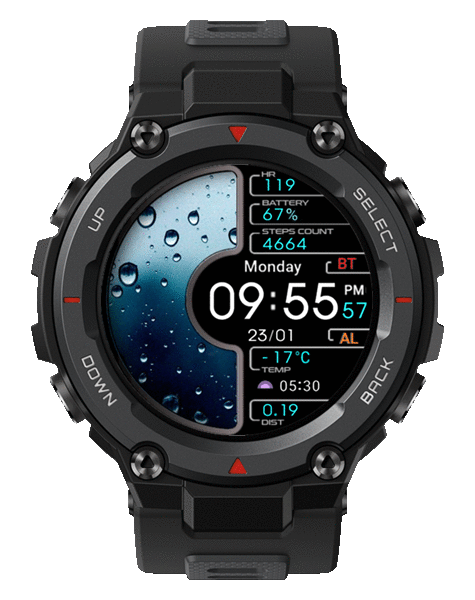 HR
119
BATTERY
67%
STEPS COUNT
4664
Monday BT
09:55 PM 57
23/01 AL
-17°C
TEMP
05:30
0.19
DIST
UP
SELECT
DOWN
BACK